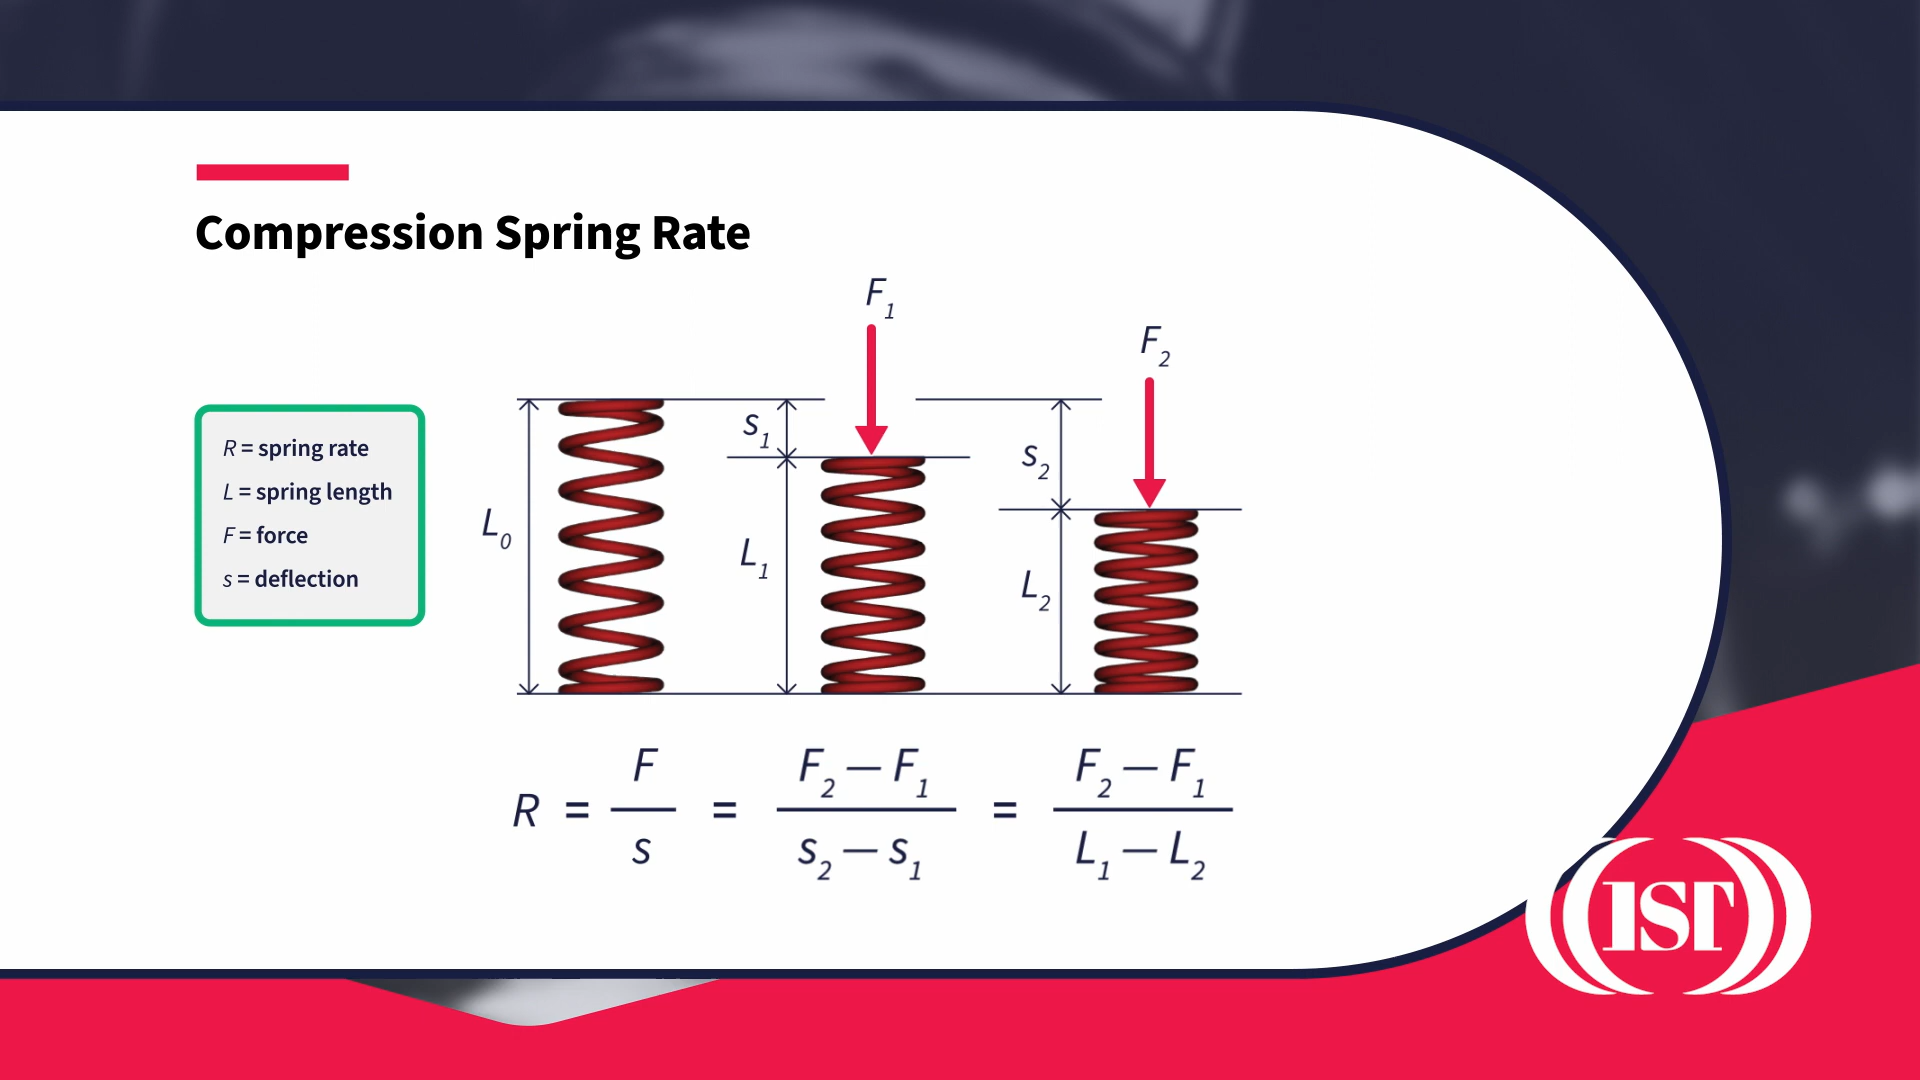 Compression Spring Rate
R = spring rate
L = spring length
F = force
s = deflection
F₁
F₂
s₁
s₂
L₀
L₁
L₂
R = F / s = F₂ — F₁ / s₂ — s₁ = F₂ — F₁ / L₁ — L₂
IST